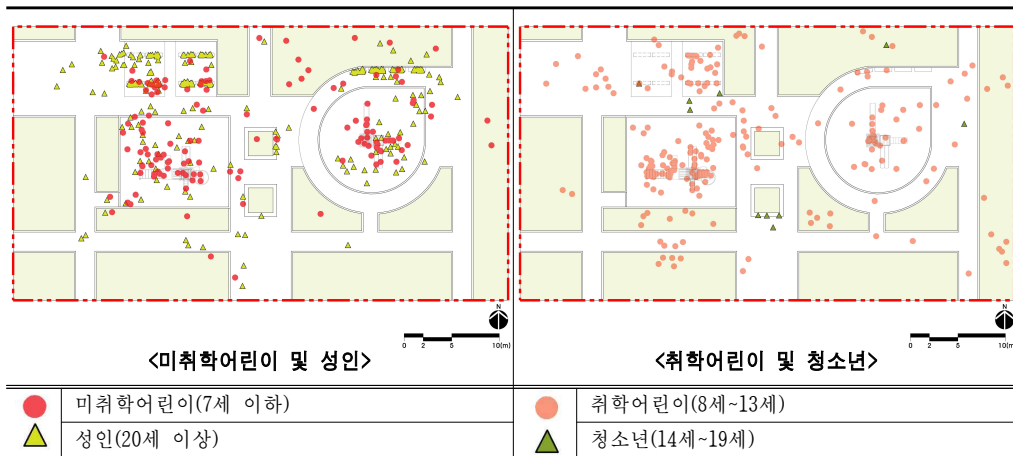 N
0 2 5 10(m)
<미취학어린이 및 성인>
미취학어린이(7세 이하)
성인(20세 이상)
N
0 2 5 10(m)
<취학어린이 및 청소년>
취학어린이(8세~13세)
청소년(14세~19세)